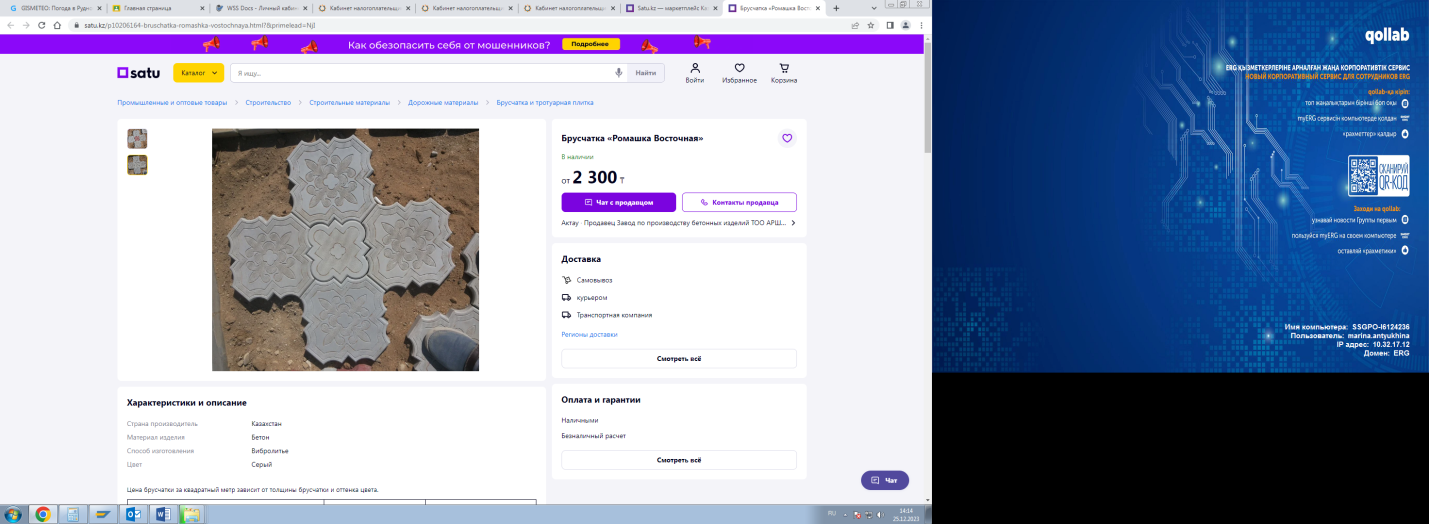 GISMETEO: Погода в Рудн
Главная страница
WSS Docs - Личный кабин
Кабинет налогоплательщи
Кабинет налогоплательщи
Кабинет налогоплательщи
Satu.kz — маркетплейс Ка
Брусчатка «Ромашка Восто
satu.kz/p10206164-bruschatka-romashka-vostochnaya.html?&primelead=NjI
Как обезопасить себя от мошенников?
Подробнее
satu
Каталог
Я ищу...
Найти
Войти
Избранное
Корзина
Промышленные и оптовые товары > Строительство > Строительные материалы > Дорожные материалы > Брусчатка и тротуарная плитка
Брусчатка «Ромашка Восточная»
В наличии
от 2 300 ₸
Чат с продавцом
Контакты продавца
Актау · Продавец Завод по производству бетонных изделий ТОО АРШ...
Доставка
Самовывоз
курьером
Транспортная компания
Регионы доставки
Смотреть всё
Характеристики и описание
Страна производитель Казахстан
Материал изделия Бетон
Способ изготовления Вибролитье
Цвет Серый
Цена брусчатки за квадратный метр зависит от толщины брусчатки и оттенка цвета.
Оплата и гарантии
Наличными
Безналичный расчет
Смотреть всё
Чат
RU
14:14
25.12.2023
qollab
ERG ҚЫЗМЕТКЕРЛЕРІНЕ АРНАЛҒАН ЖАҢА КОРПОРАТИВТІК СЕРВИС
НОВЫЙ КОРПОРАТИВНЫЙ СЕРВИС ДЛЯ СОТРУДНИКОВ ERG
qollab-қа кіріп:
топ жаңалықтарын бірінші боп оқы
myERG сервисін компьютерде қолдан
«рахметтер» қалдыр
СКАНИРУЙ
QR-КОД
Заходи на qollab:
узнавай новости Группы первым
пользуйся myERG на своем компьютере
оставляй «рахметики»
Имя компьютера: SSGPO-I6124236
Пользователь: marina.antyukhina
IP адрес: 10.32.17.12
Домен: ERG